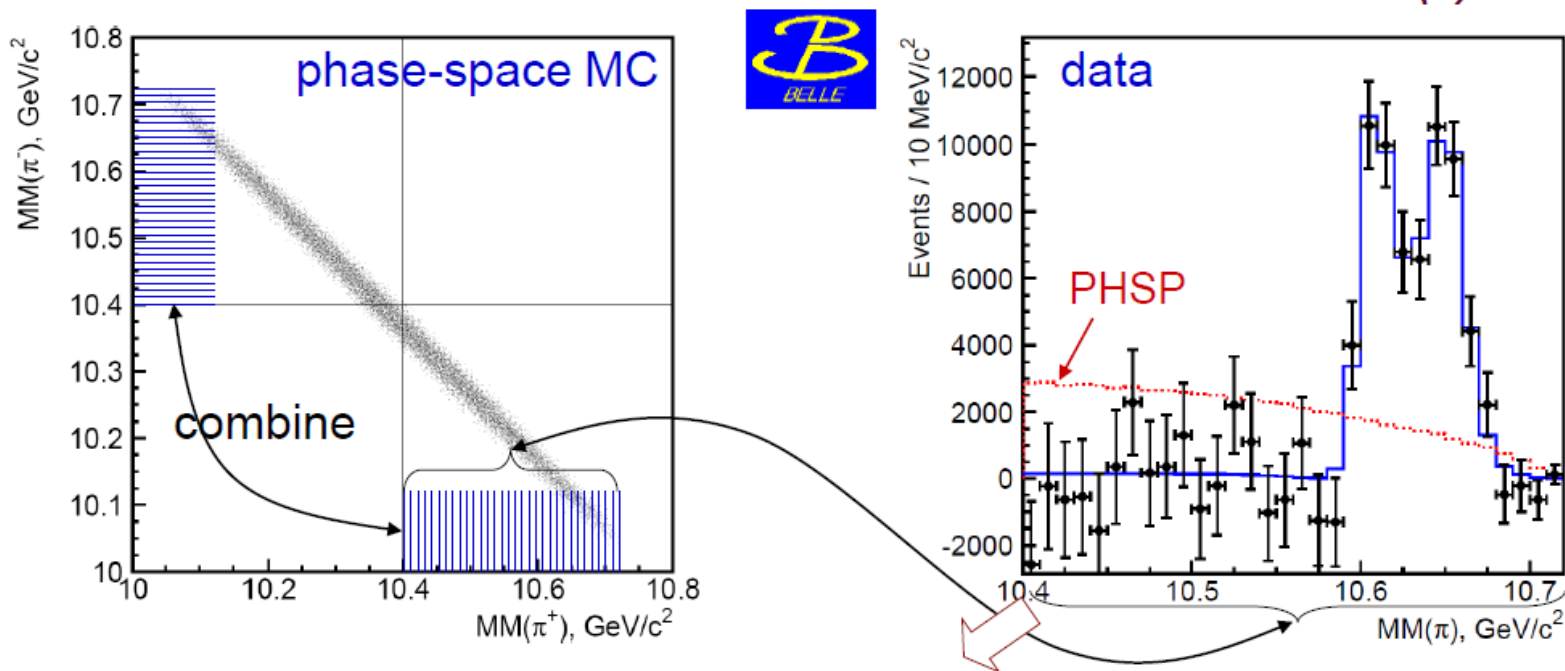 phase-space MC
10.8
10.7
10.6
10.5
10.4
10.3
10.2
10.1
10
MM(π⁻), GeV/c²
combine
10
10.2
10.4
10.6
10.8
MM(π⁺), GeV/c²
B
BELLE
data
12000
10000
8000
6000
4000
2000
0
-2000
Events / 10 MeV/c²
PHSP
10.4
10.5
10.6
10.7
MM(π), GeV/c²